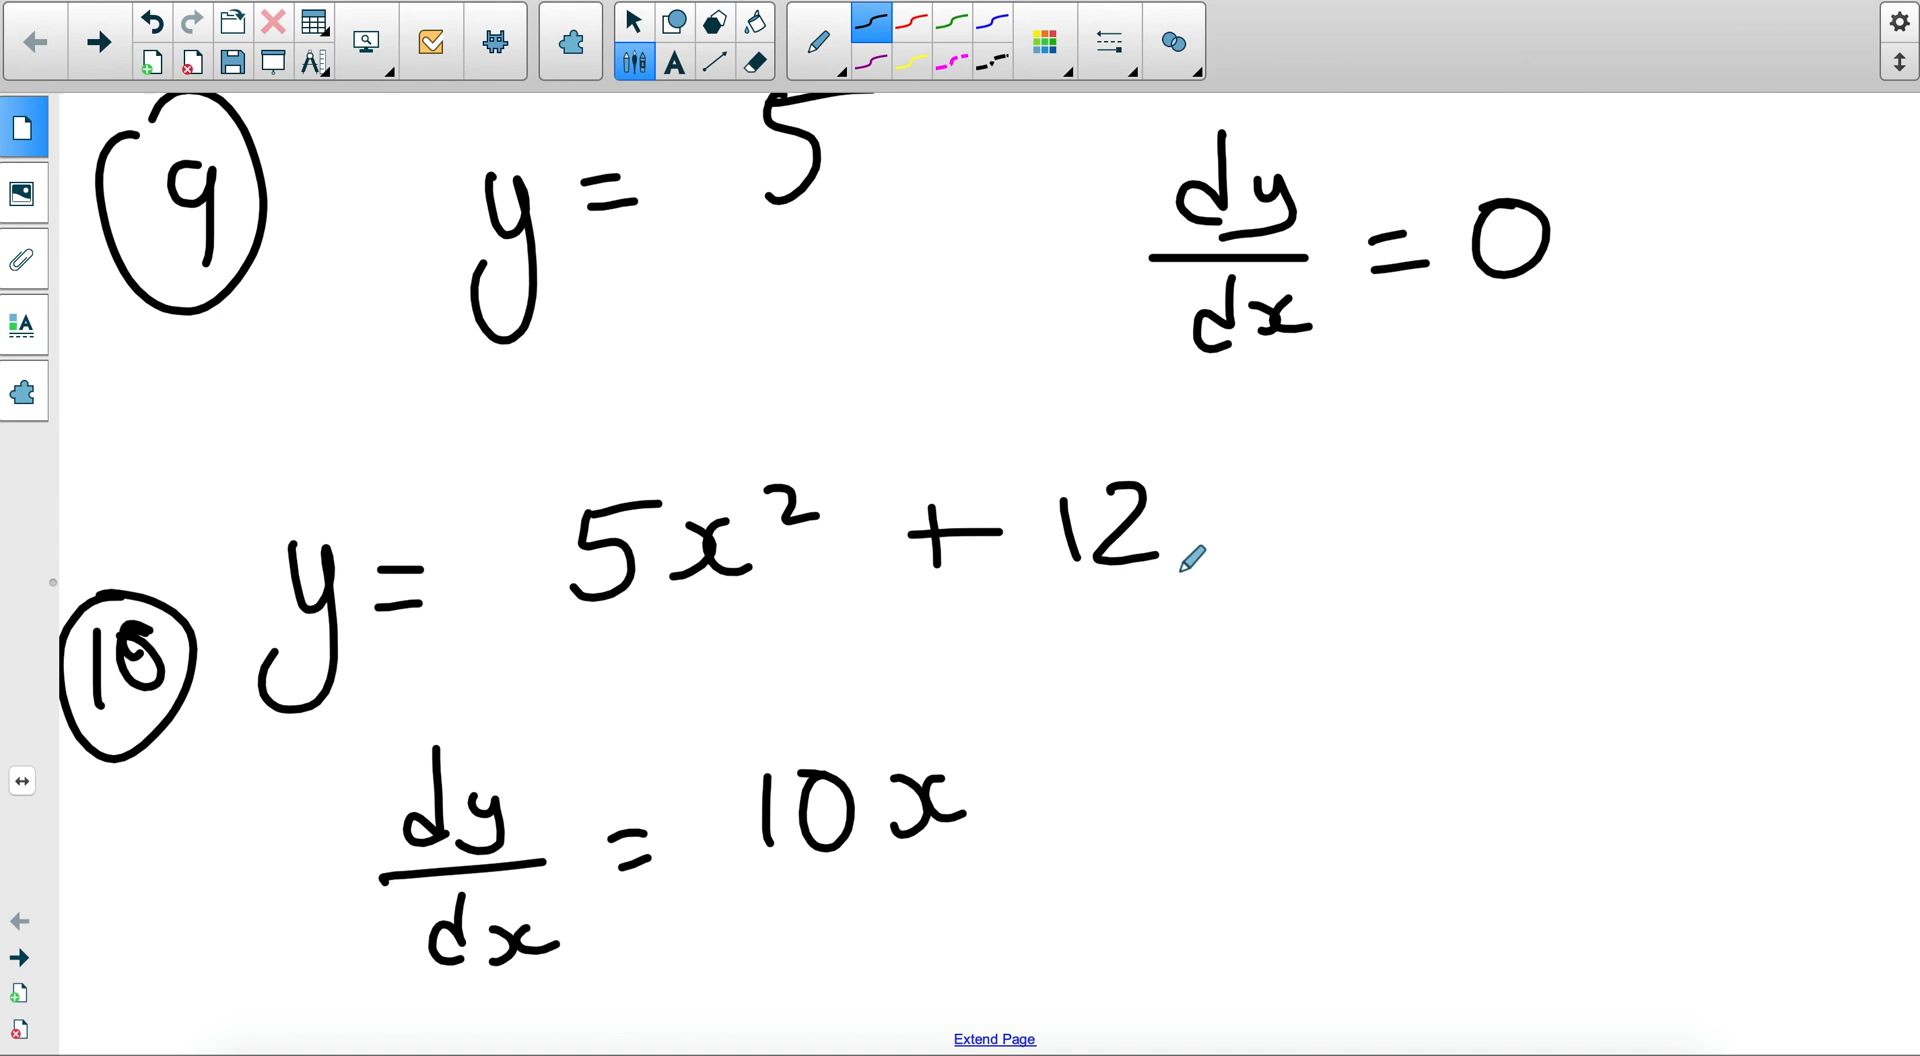 9 y = 5 dy/dx = 0
10 y = 5x² + 12
dy/dx = 10x
Extend Page